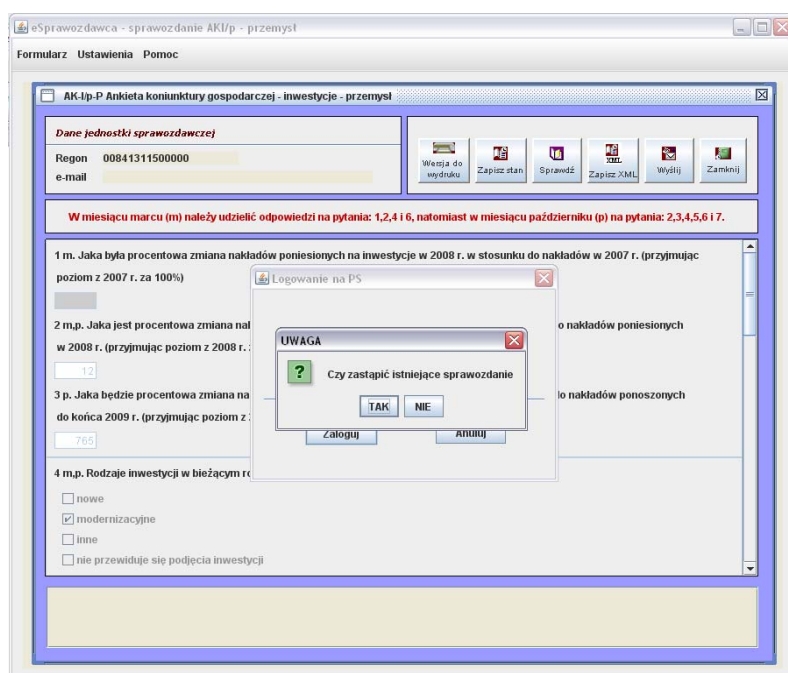 eSprawozdawca - sprawozdanie AKI/p - przemysł
Formularz Ustawienia Pomoc
AK-I/p-P Ankieta koniunktury gospodarczej - inwestycje - przemysł
Dane jednostki sprawozdawczej
Regon 00841311500000
e-mail
Wersja do wydruku
Zapisz stan
Sprawdź
XML
Zapisz XML
Wyślij
Zamknij
W miesiącu marcu (m) należy udzielić odpowiedzi na pytania: 1,2,4 i 6, natomiast w miesiącu październiku (p) na pytania: 2,3,4,5,6 i 7.
1 m. Jaka była procentowa zmiana nakładów poniesionych na inwestycje w 2008 r. w stosunku do nakładów w 2007 r. (przyjmując
poziom z 2007 r. za 100%)
Logowanie na PS
2 m,p. Jaka jest procentowa zmiana nak
o nakładów poniesionych
w 2008 r. (przyjmując poziom z 2008 r.
12
UWAGA
Czy zastąpić istniejące sprawozdanie
TAK NIE
3 p. Jaka będzie procentowa zmiana na
lo nakładów ponoszonych
do końca 2009 r. (przyjmując poziom z
765
Zaloguj Anuluj
4 m,p. Rodzaje inwestycji w bieżącym ro
nowe
modernizacyjne
inne
nie przewiduje się podjęcia inwestycji